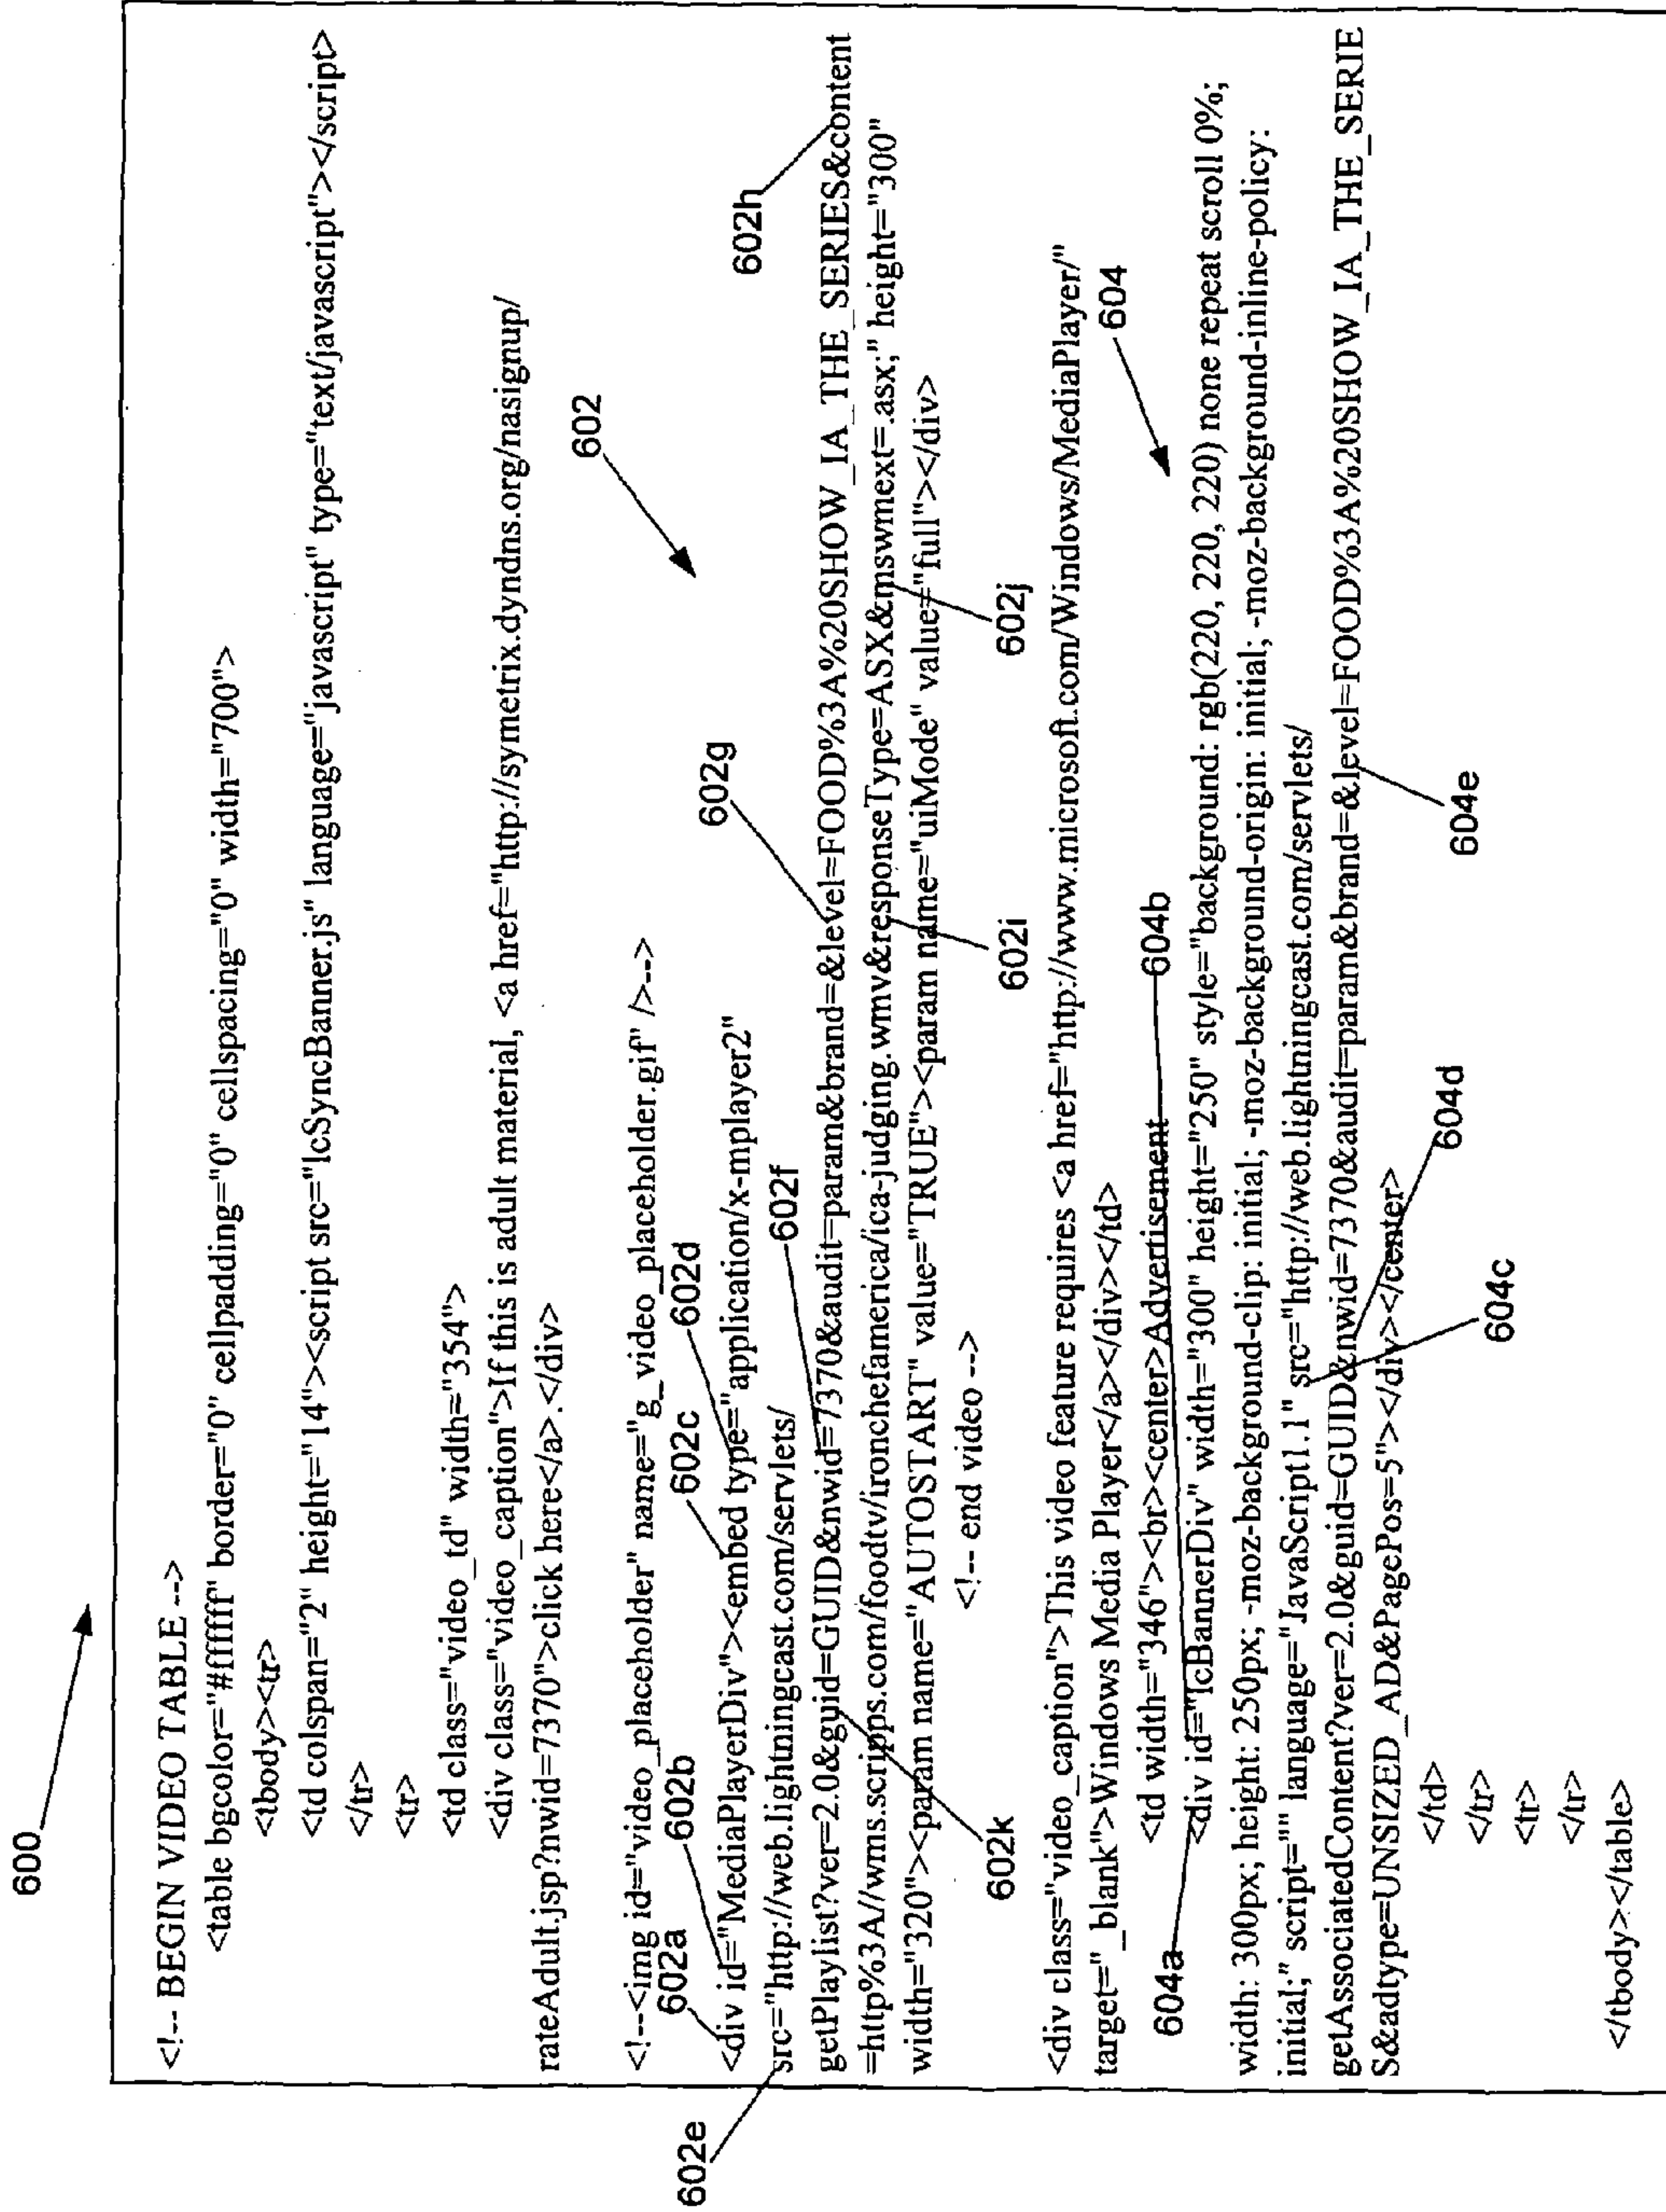 600
<!-- BEGIN VIDEO TABLE -->
<table bgcolor="#ffffff" border="0" cellpadding="0" cellspacing="0" width="700">
<tbody><tr>
<td colspan="2" height="14"><script src="lcSyncBanner.js" language="javascript" type="text/javascript"></script>
</tr>
<tr>
<td class="video_td" width="354">
<div class="video_caption">If this is adult material, <a href="http://symetrix.dyndns.org/nasignup/
rateAdult.jsp?nwid=7370">click here</a>.</div>
602
<!--<img id="video_placeholder" name="g_video_placeholder.gif" />-->
602a 602b 602c 602d 602g
<div id="MediaPlayerDiv"><embed type="application/x-mplayer2"
602e
src="http://web.lightningcast.com/servlets/
602f 602h
getPlaylist?ver=2.0&guid=GUID&nwid=7370&audit=param&brand=&level=FOOD%3A%20SHOW_IA_THE_SERIES&content
=http%3A//wms.scripps.com/foodtv/ironchefamerica/ica-judging.wmv&responseType=ASX&mswmext=.asx;" height="300"
width="320"><param name="AUTOSTART" value="TRUE"><param name="uiMode" value="full"></div>
<!-- end video -->
602k 602i 602j
<div class="video_caption">This video feature requires <a href="http://www.microsoft.com/Windows/MediaPlayer/"
target="_blank">Windows Media Player</a></div></td>
604
<td width="346"><br><center>Advertisement
604a 604b
<div id="lcBannerDiv" width="300" height="250" style="background: rgb(220, 220, 220) none repeat scroll 0%;
width: 300px; height: 250px; -moz-background-clip: initial; -moz-background-origin: initial; -moz-background-inline-policy:
initial;" script="" language="JavaScript1.1" src="http://web.lightningcast.com/servlets/
getAssociatedContent?ver=2.0&guid=GUID&nwid=7370&audit=param&brand=&level=FOOD%3A%20SHOW_IA_THE_SERIE
S&adtype=UNSIZED_AD&PagePos=5"></div></center>
604c 604d 604e
</td>
</tr>
<tr>
</tr>
</tbody></table>